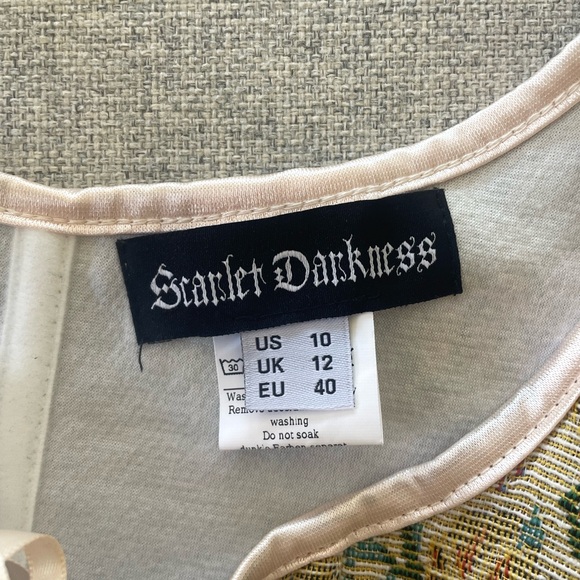 Scarlet Darkness
US 10
UK 12
EU 40
30
washing
Do not soak